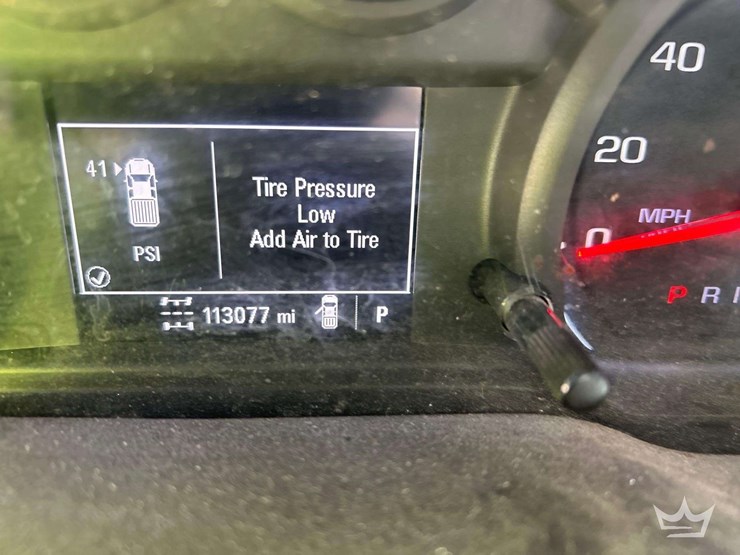 41
Tire Pressure
Low
Add Air to Tire
PSI
113077 mi
P
40
20
0
MPH
P R